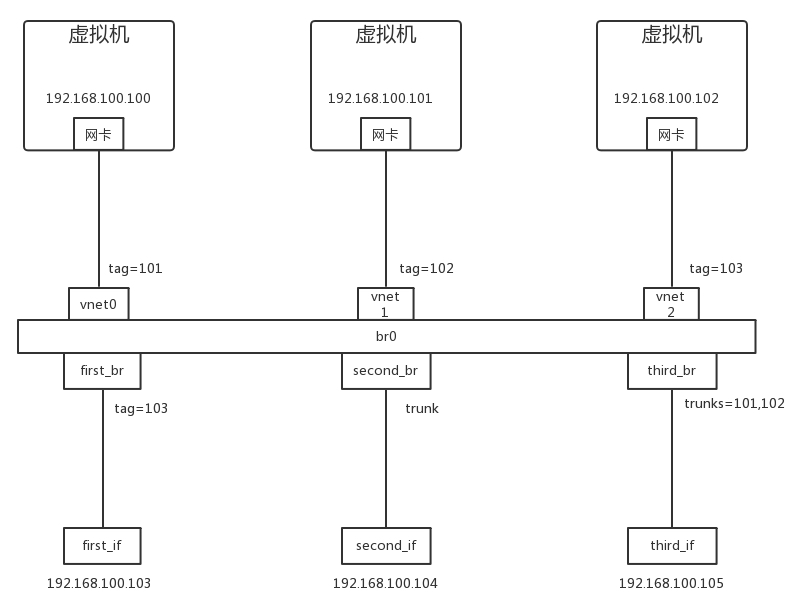 虚拟机
虚拟机
虚拟机
192.168.100.100
192.168.100.101
192.168.100.102
网卡
网卡
网卡
tag=101
tag=102
tag=103
vnet0
vnet
1
vnet
2
br0
first_br
second_br
third_br
tag=103
trunk
trunks=101,102
first_if
second_if
third_if
192.168.100.103
192.168.100.104
192.168.100.105